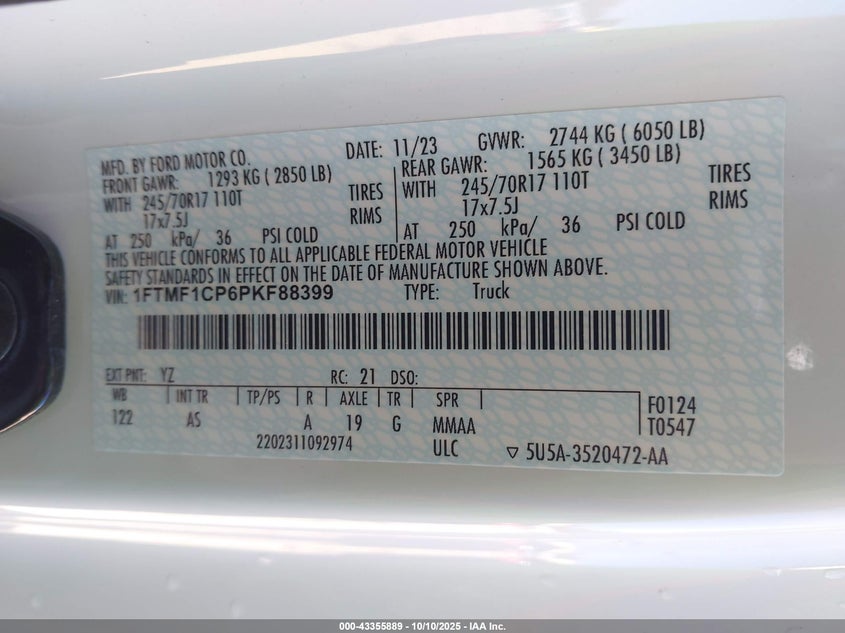 MFD. BY FORD MOTOR CO. DATE: 11/23 GVWR: 2744 KG ( 6050 LB)
FRONT GAWR: 1293 KG ( 2850 LB) REAR GAWR: 1565 KG ( 3450 LB)
WITH 245/70R17 110T TIRES WITH 245/70R17 110T TIRES
17x7.5J RIMS 17x7.5J RIMS
AT 250 kPa/ 36 PSI COLD AT 250 kPa/ 36 PSI COLD
THIS VEHICLE CONFORMS TO ALL APPLICABLE FEDERAL MOTOR VEHICLE
SAFETY STANDARDS IN EFFECT ON THE DATE OF MANUFACTURE SHOWN ABOVE.
VIN: 1FTMF1CP6PKF88399 TYPE: Truck
EXT PNT: YZ RC: 21 DSO:
WB INT TR TP/PS R AXLE TR SPR F0124
122 AS A 19 G MMAA T0547
2202311092974 ULC ▽ 5U5A-3520472-AA
000-43355889 - 10/10/2025 - IAA Inc.